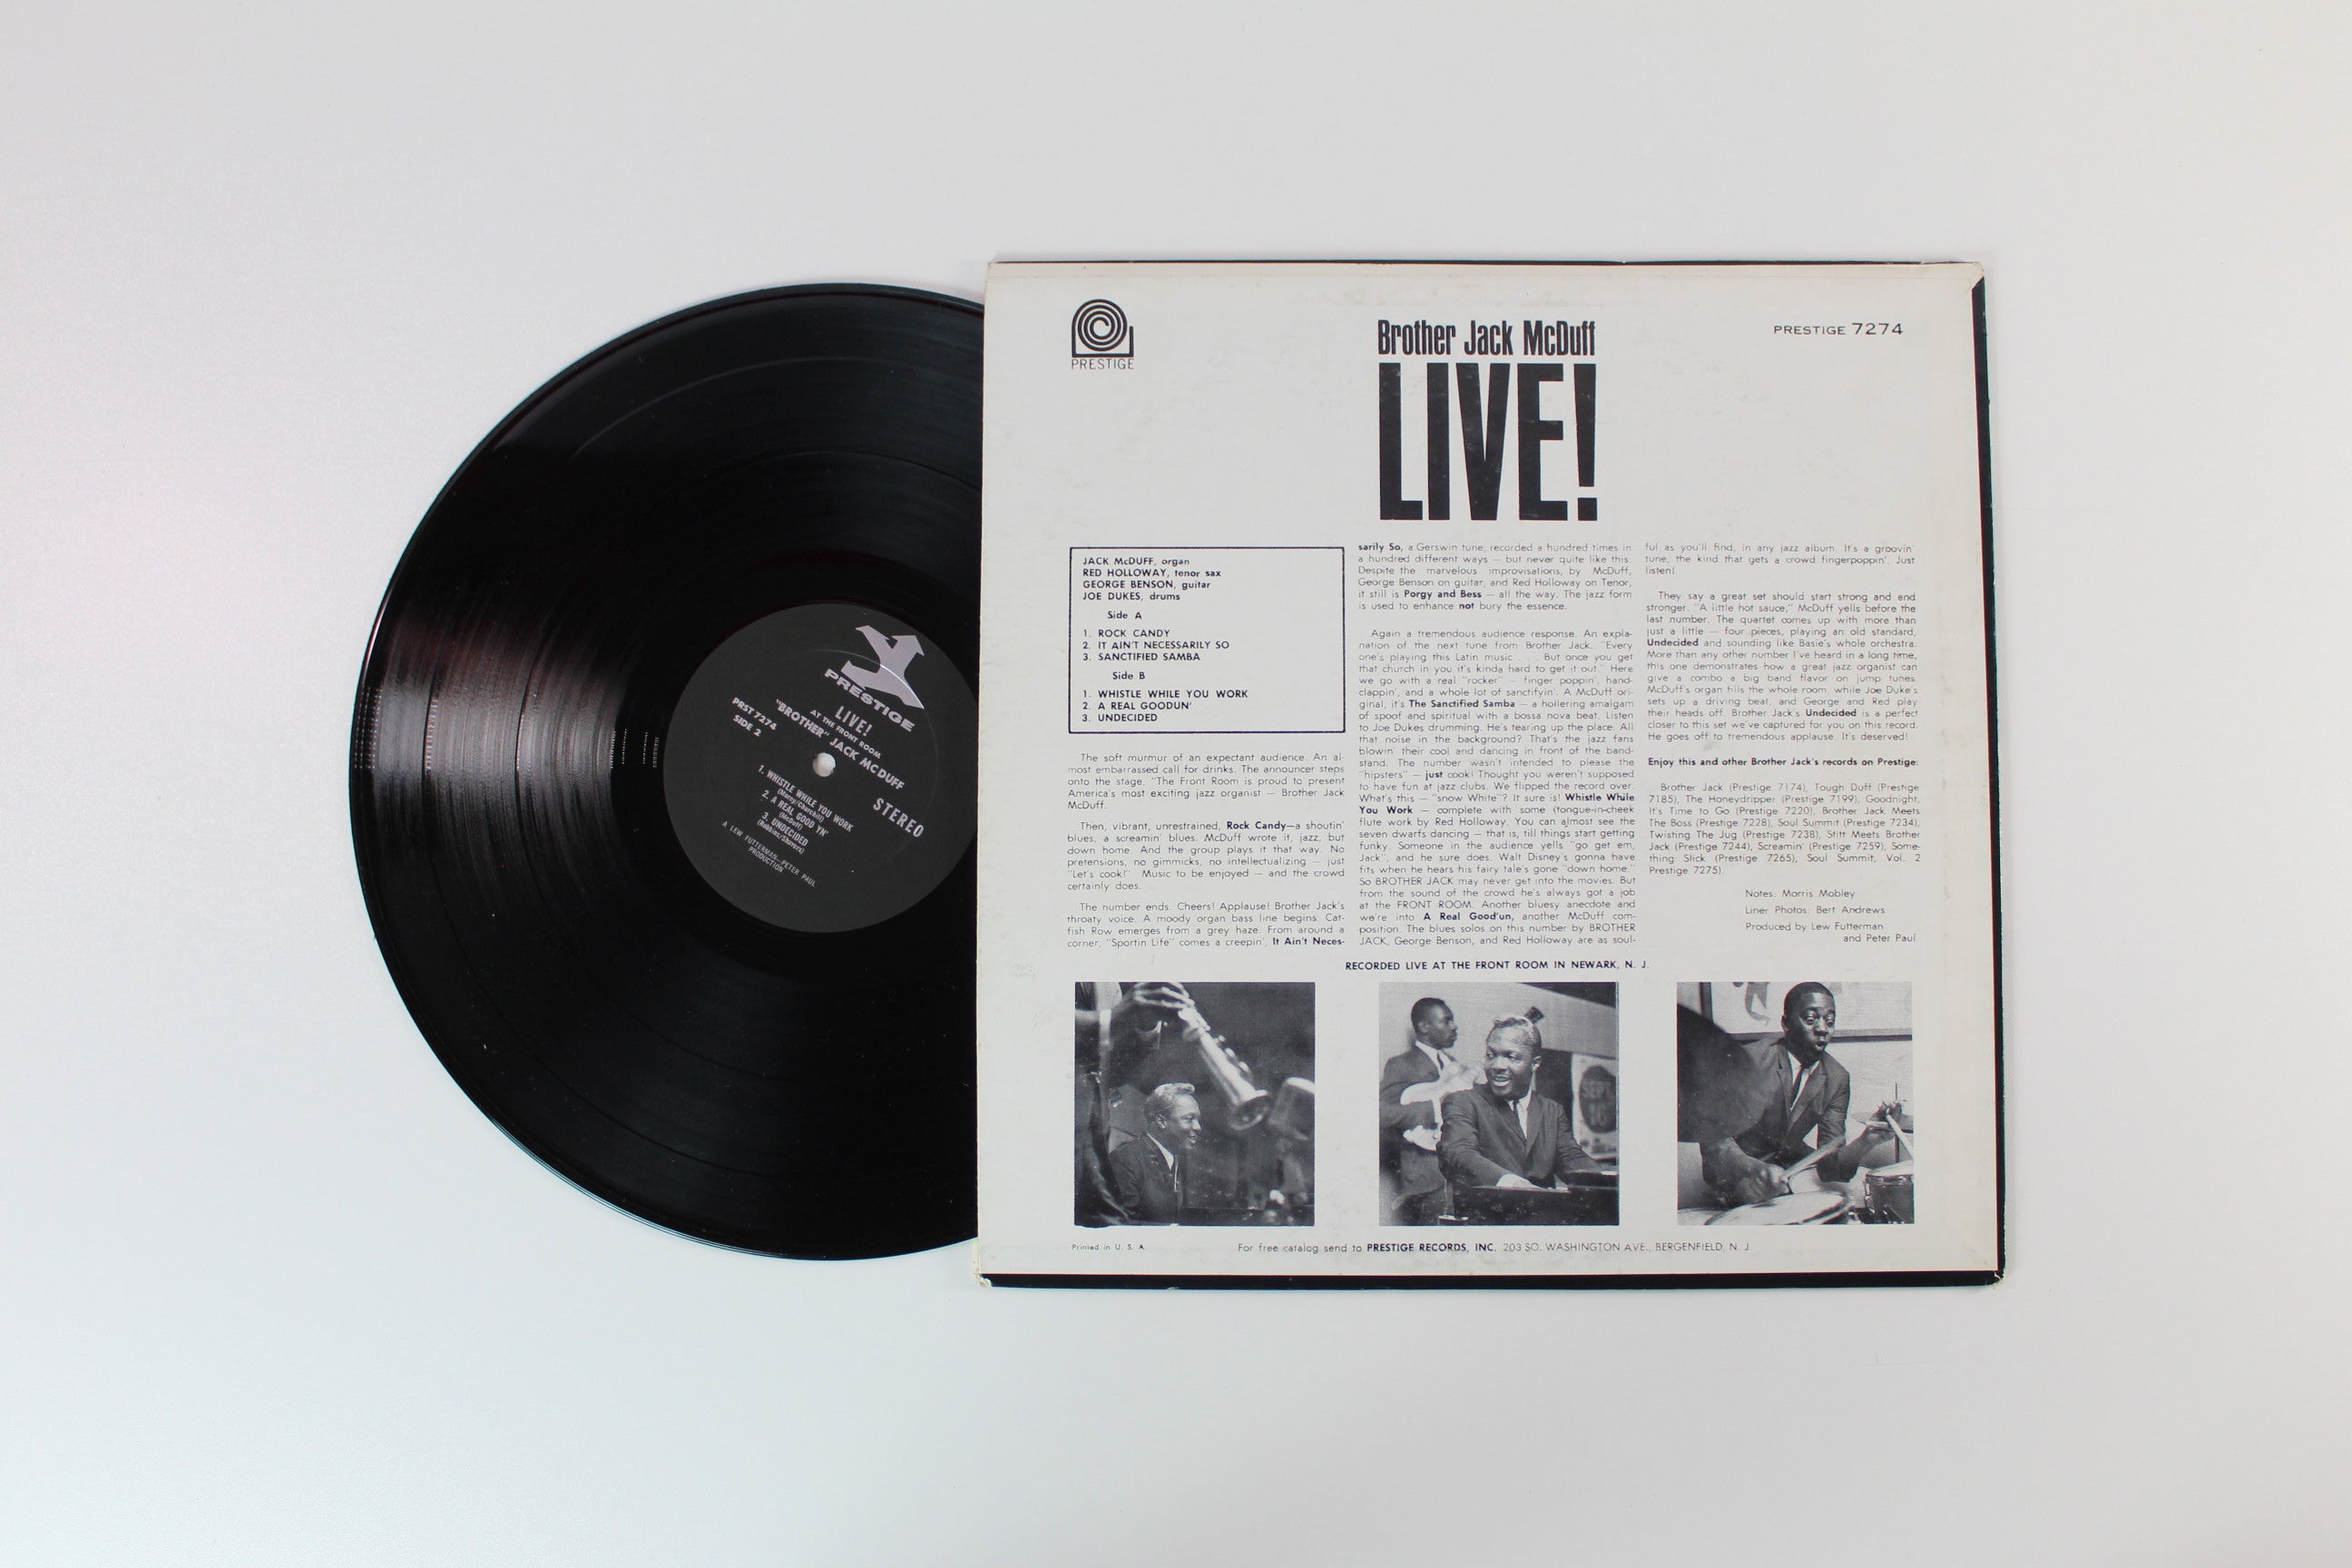 PRESTIGE
LIVE!
AT THE FRONT ROOM
"BROTHER" JACK MC DUFF
PRST 7274
SIDE 2
STEREO
1. WHISTLE WHILE YOU WORK
(Morey/Churchill)
2. A REAL GOOD 'N'
(McDuff)
3. UNDECIDED
(Robbins/Shavers)
A LEW FUTTERMAN—PETER PAUL
PRODUCTION
PRESTIGE
Brother Jack McDuff
LIVE!
PRESTIGE 7274
JACK McDUFF, organ
RED HOLLOWAY, tenor sax
GEORGE BENSON, guitar
JOE DUKES, drums
Side A
1. ROCK CANDY
2. IT AIN'T NECESSARILY SO
3. SANCTIFIED SAMBA
Side B
1. WHISTLE WHILE YOU WORK
2. A REAL GOODUN'
3. UNDECIDED
The soft murmur of an expectant audience. An al-
most embarrassed call for drinks. The announcer steps
onto the stage. "The Front Room is proud to present
America's most exciting jazz organist — Brother Jack
McDuff.
Then, vibrant, unrestrained, Rock Candy—a shoutin'
blues, a screamin' blues. McDuff wrote it, jazz, but
down home. And the group plays it that way. No
pretensions, no gimmicks, no intellectualizing — just
"Let's cook!" Music to be enjoyed — and the crowd
certainly does.
The number ends. Cheers! Applause! Brother Jack's
throaty voice. A moody organ bass line begins. Cat-
fish Row emerges from a grey haze. From around a
corner, "Sportin Life" comes a creepin', It Ain't Neces-
sarily So, a Gerswin tune, recorded a hundred times in
a hundred different ways — but never quite like this.
Despite the marvelous improvisations, by McDuff,
George Benson on guitar, and Red Holloway on Tenor,
it still is Porgy and Bess — all the way. The jazz form
is used to enhance not bury the essence.
Again a tremendous audience response. An expla-
nation of the next tune from Brother Jack. "Every
one's playing this Latin music . . . But once you get
that church in you it's kinda hard to get it out." Here
we go with a real "rocker" — finger poppin', hand-
clappin', and a whole lot of sanctifyin'. A McDuff ori-
ginal, it's The Sanctified Samba — a hollering amalgam
of spoof and spiritual with a bossa nova beat. Listen
to Joe Dukes drumming. He's tearing up the place. All
that noise in the background? That's the jazz fans
blowin' their cool and dancing in front of the band-
stand. The number wasn't intended to please the
"hipsters" — just cook! Thought you weren't supposed
to have fun at jazz clubs. We flipped the record over.
What's this — "snow White"? It sure is! Whistle While
You Work — complete with some (tongue-in-cheek
flute work by Red Holloway. You can almost see the
seven dwarfs dancing — that is, till things start getting
funky. Someone in the audience yells "go get em,
Jack", and he sure does. Walt Disney's gonna have
fits when he hears his fairy tale's gone "down home."
So BROTHER JACK may never get into the movies. But
from the sound of the crowd he's always got a job
at the FRONT ROOM. Another bluesy anecdote and
we're into A Real Good'un, another McDuff com-
position. The blues solos on this number by BROTHER
JACK, George Benson, and Red Holloway are as soul-
ful as you'll find, in any jazz album. It's a groovin'
tune, the kind that gets a crowd fingerpoppin'. Just
listen!
They say a great set should start strong and end
stronger. "A little hot sauce," McDuff yells before the
last number. The quartet comes up with more than
just a little — four pieces, playing an old standard,
Undecided and sounding like Basie's whole orchestra.
More than any other number I've heard in a long time,
this one demonstrates how a great jazz organist can
give a combo a big band flavor on jump tunes.
McDuff's organ fills the whole room, while Joe Duke's
sets up a driving beat, and George and Red play
their heads off. Brother Jack's Undecided is a perfect
closer to this set we've captured for you on this record.
He goes off to tremendous applause. It's deserved!
Enjoy this and other Brother Jack's records on Prestige:
Brother Jack (Prestige 7174), Tough Duff (Prestige
7185), The Honeydripper (Prestige 7199), Goodnight,
It's Time to Go (Prestige 7220), Brother Jack Meets
The Boss (Prestige 7228), Soul Summit (Prestige 7234),
Twisting The Jug (Prestige 7238), Stitt Meets Brother
Jack (Prestige 7244), Screamin' (Prestige 7259), Some-
thing Slick (Prestige 7265), Soul Summit, Vol. 2
Prestige 7275).
Notes: Morris Mobley
Liner Photos: Bert Andrews
Produced by Lew Futterman
and Peter Paul
RECORDED LIVE AT THE FRONT ROOM IN NEWARK, N. J.
Printed in U. S. A.
For free catalog send to PRESTIGE RECORDS, INC. 203 SO. WASHINGTON AVE., BERGENFIELD, N. J.